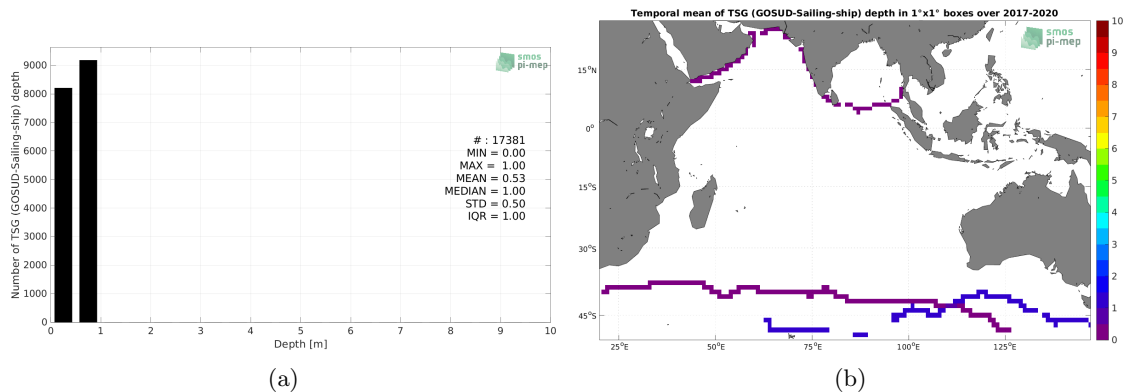 smos
pi-mep
Number of TSG (GOSUD-Sailing-ship) depth
9000
8000
7000
6000
5000
4000
3000
2000
1000
0
# : 17381
MIN = 0.00
MAX = 1.00
MEAN = 0.53
MEDIAN = 1.00
STD = 0.50
IQR = 1.00
0 1 2 3 4 5 6 7 8 9 10
Depth [m]
(a)
Temporal mean of TSG (GOSUD-Sailing-ship) depth in 1°x1° boxes over 2017-2020
smos
pi-mep
15°N
0°
15°S
30°S
45°S
25°E 50°E 75°E 100°E 125°E
10
9
8
7
6
5
4
3
2
1
0
(b)